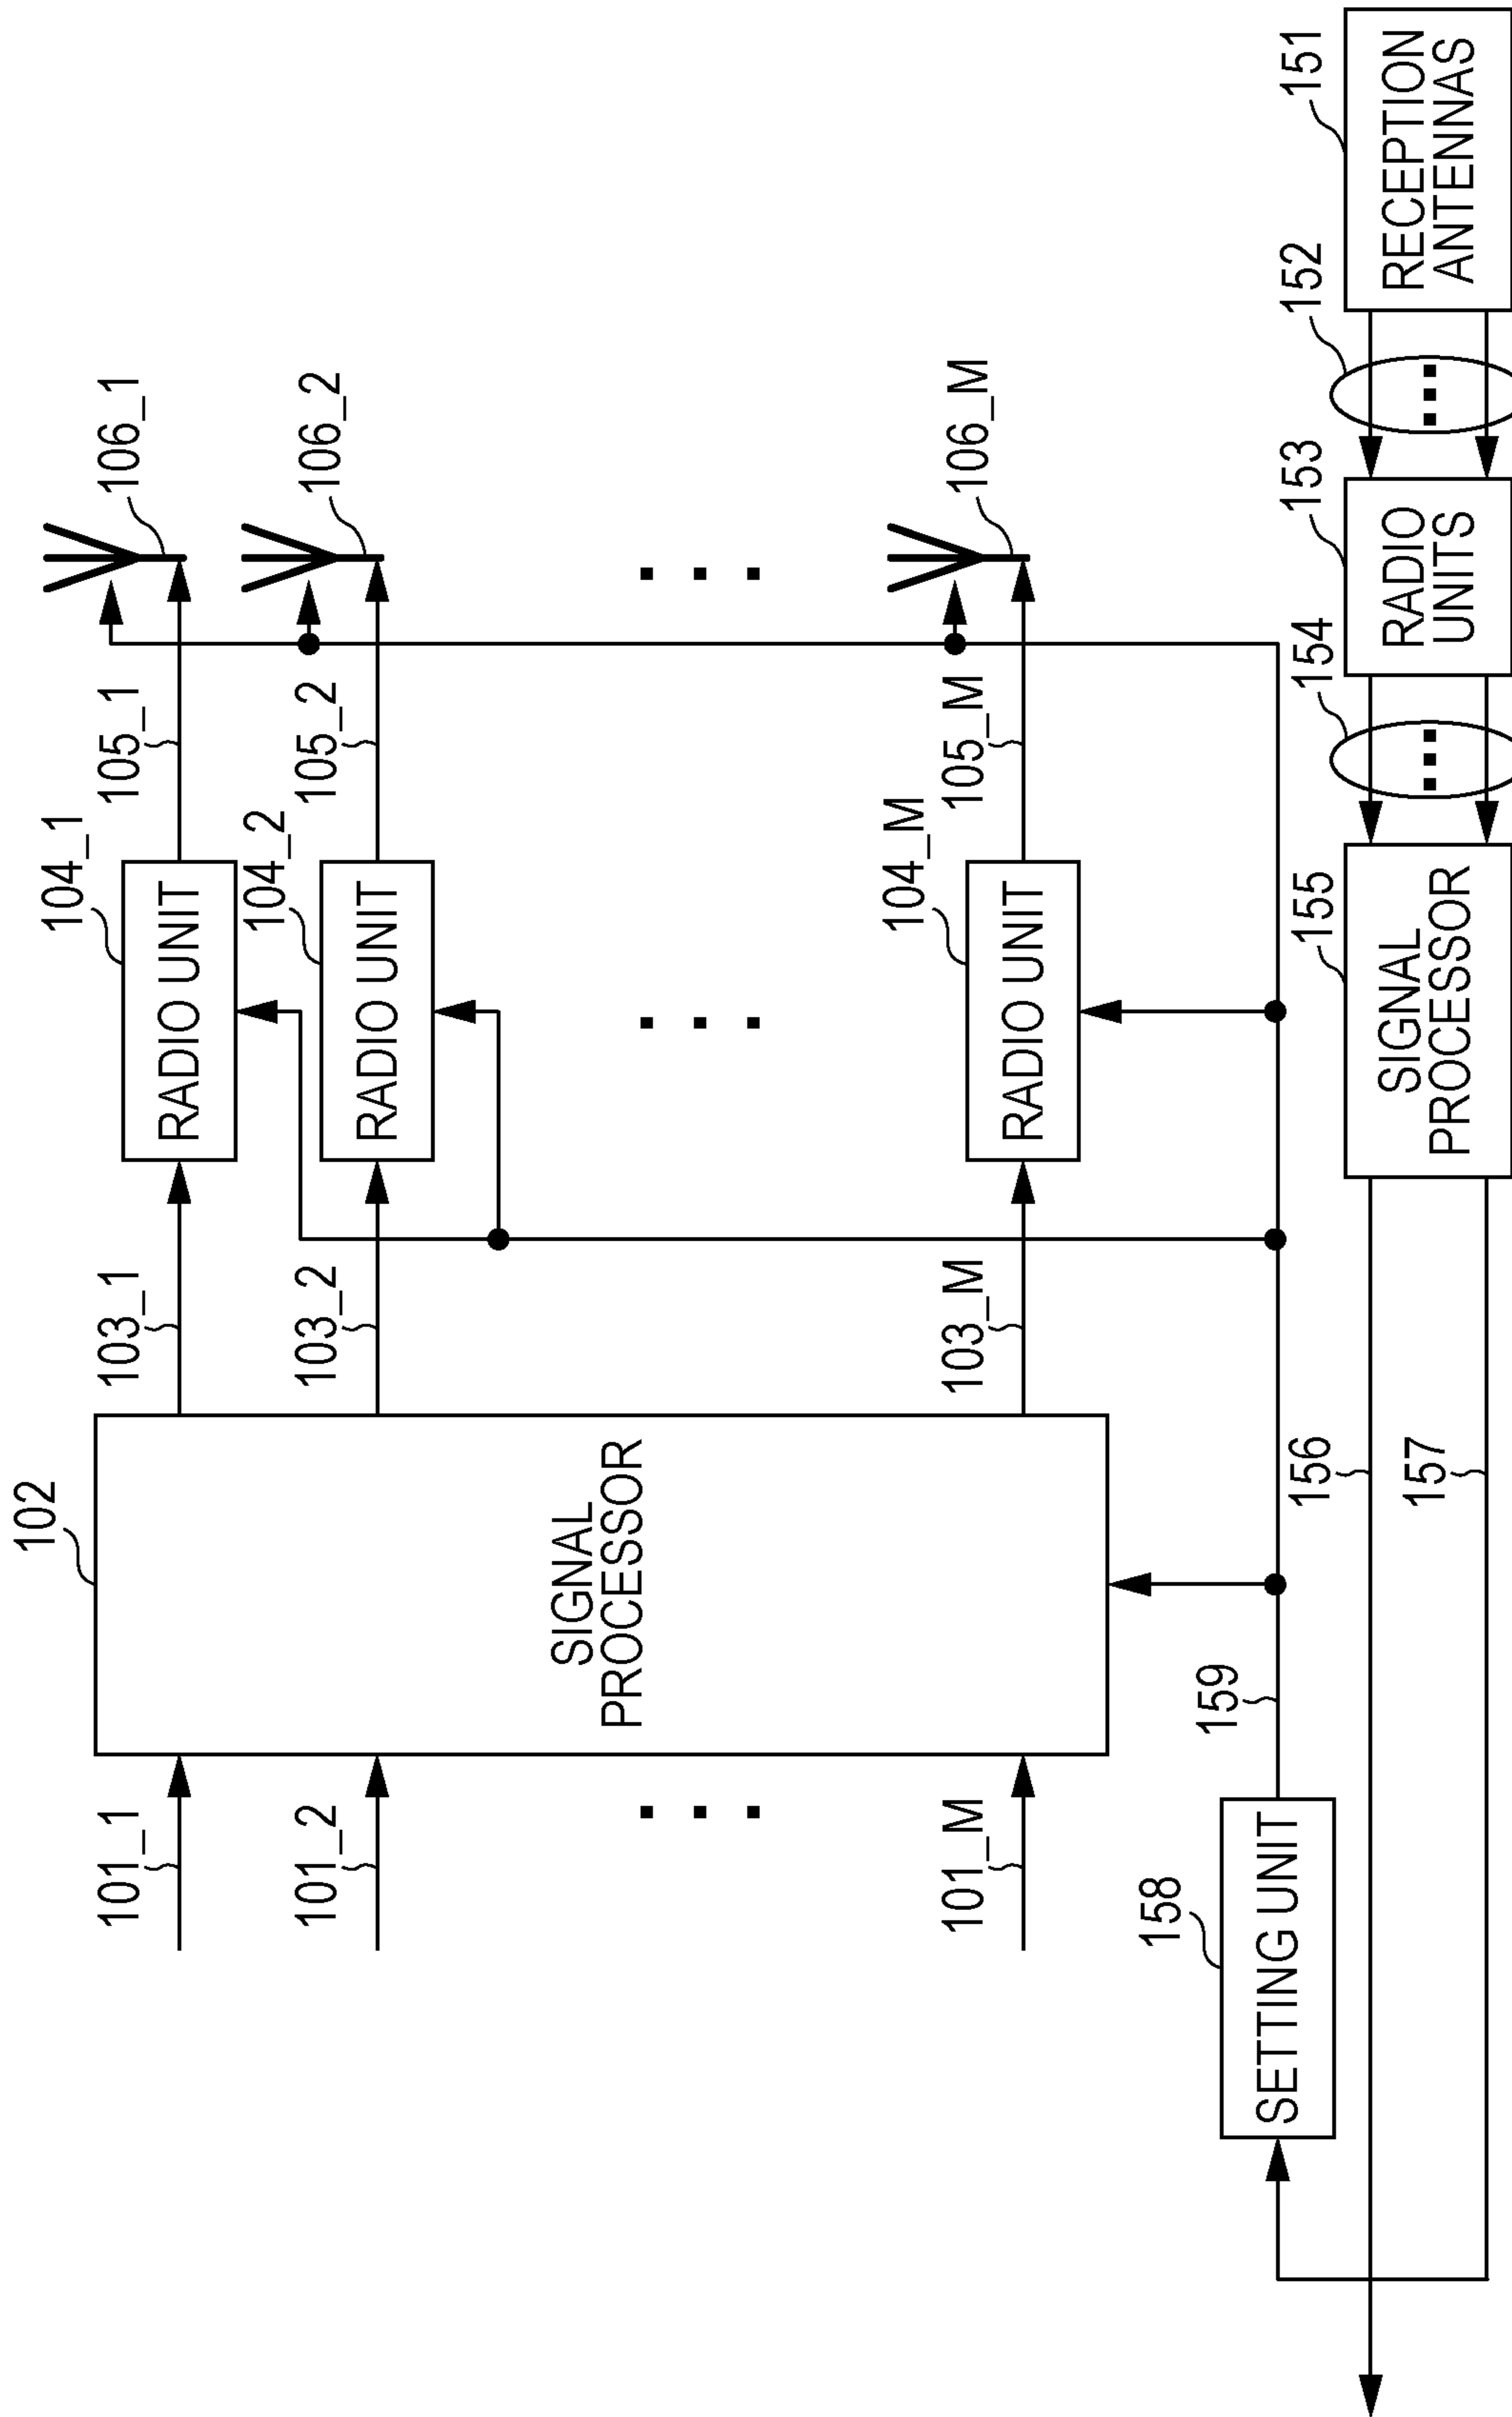 102
101_1
103_1
104_1
RADIO UNIT
105_1
106_1
101_2
103_2
104_2
RADIO UNIT
105_2
106_2
SIGNAL
PROCESSOR
101_M
103_M
104_M
RADIO UNIT
105_M
106_M
158
SETTING UNIT
159
156
157
155
SIGNAL
PROCESSOR
154
153
RADIO
UNITS
152
151
RECEPTION
ANTENNAS